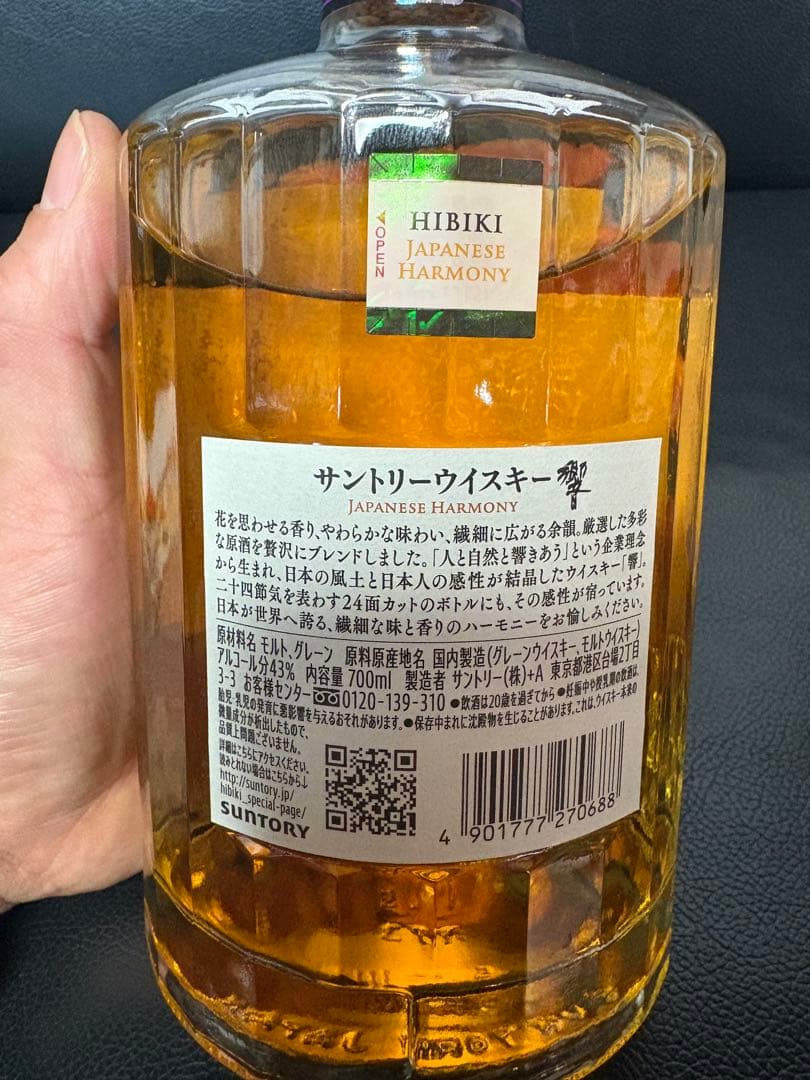 OPEN
HIBIKI
JAPANESE
HARMONY
サントリーウイスキー 響
JAPANESE HARMONY
花を思わせる香り、やわらかな味わい、繊細に広がる余韻。厳選した多彩
な原酒を贅沢にブレンドしました。「人と自然と響きあう」という企業理念
から生まれ、日本の風土と日本人の感性が結晶したウイスキー「響」。
二十四節気を表わす24面カットのボトルにも、その感性が宿っています。
日本が世界へ誇る、繊細な味と香りのハーモニーをお愉しみください。
原材料名 モルト、グレーン 原料原産地名 国内製造(グレーンウイスキー、モルトウイスキー)
アルコール分43% 内容量700ml 製造者 サントリー(株)+A 東京都港区台場2丁目
3-3 お客様センター 0120-139-310 ●飲酒は20歳を過ぎてから ●妊娠中や授乳期の飲酒は、
胎児・乳児の発育に悪影響を与えるおそれがあります。●保存中まれに沈殿物を生じることがあります。これは、ウイスキー本来の
微量成分が析出したもので、
品質上問題ございません。
詳細はこちらにアクセスください。
読みとれない場合はこちらから↓
http://suntory.jp/
hibiki_special-page/
SUNTORY
4 901777 270688